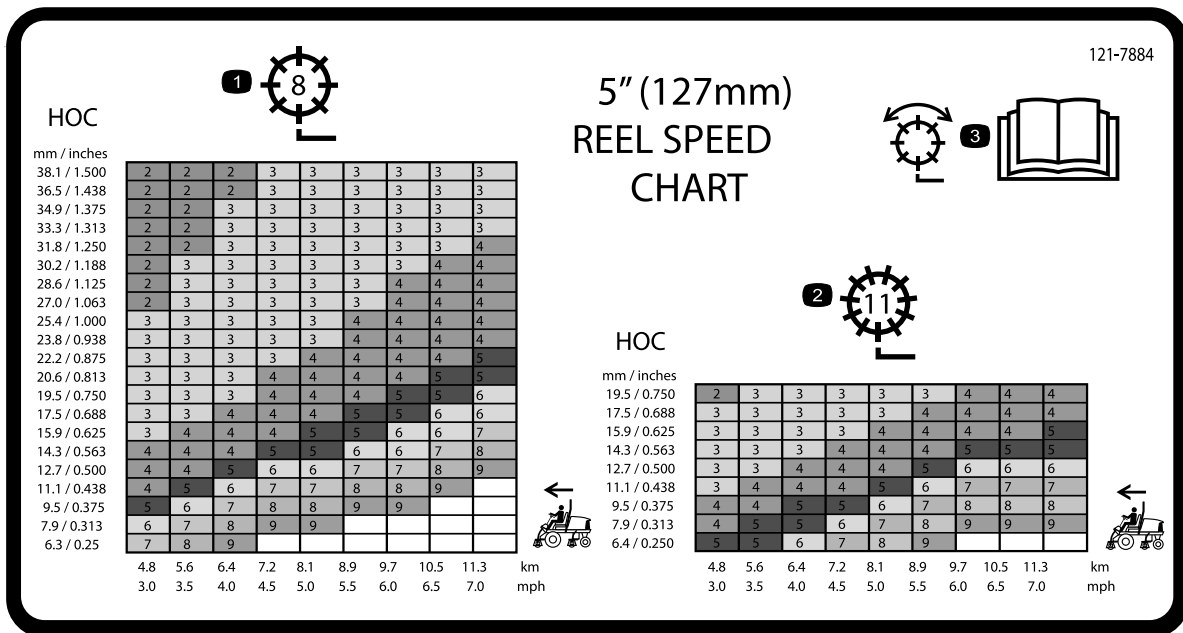 121-7884
5” (127mm)
REEL SPEED
CHART
1
8
HOC
mm / inches
38.1 / 1.500 2 2 2 3 3 3 3 3 3
36.5 / 1.438 2 2 2 3 3 3 3 3 3
34.9 / 1.375 2 2 3 3 3 3 3 3 3
33.3 / 1.313 2 2 3 3 3 3 3 3 3
31.8 / 1.250 2 2 3 3 3 3 3 3 4
30.2 / 1.188 2 3 3 3 3 3 3 4 4
28.6 / 1.125 2 3 3 3 3 3 4 4 4
27.0 / 1.063 2 3 3 3 3 3 4 4 4
25.4 / 1.000 3 3 3 3 3 4 4 4 4
23.8 / 0.938 3 3 3 3 3 4 4 4 4
22.2 / 0.875 3 3 3 3 4 4 4 4 5
20.6 / 0.813 3 3 3 4 4 4 4 5 5
19.5 / 0.750 3 3 3 4 4 4 5 5 6
17.5 / 0.688 3 3 4 4 4 5 5 6 6
15.9 / 0.625 3 4 4 4 5 5 6 6 7
14.3 / 0.563 4 4 4 5 5 6 6 7 8
12.7 / 0.500 4 4 5 6 6 7 7 8 9
11.1 / 0.438 4 5 6 7 7 8 8 9
9.5 / 0.375 5 6 7 8 8 9 9
7.9 / 0.313 6 7 8 9 9
6.3 / 0.25 7 8 9
4.8 5.6 6.4 7.2 8.1 8.9 9.7 10.5 11.3 km
3.0 3.5 4.0 4.5 5.0 5.5 6.0 6.5 7.0 mph
3
2
11
HOC
mm / inches
19.5 / 0.750 2 3 3 3 3 3 4 4 4
17.5 / 0.688 3 3 3 3 3 4 4 4 4
15.9 / 0.625 3 3 3 3 4 4 4 4 5
14.3 / 0.563 3 3 3 4 4 4 5 5 5
12.7 / 0.500 3 3 4 4 4 5 6 6 6
11.1 / 0.438 3 4 4 4 5 6 7 7 7
9.5 / 0.375 4 4 5 5 6 7 8 8 8
7.9 / 0.313 4 5 5 6 7 8 9 9 9
6.4 / 0.250 5 5 6 7 8 9
4.8 5.6 6.4 7.2 8.1 8.9 9.7 10.5 11.3 km
3.0 3.5 4.0 4.5 5.0 5.5 6.0 6.5 7.0 mph